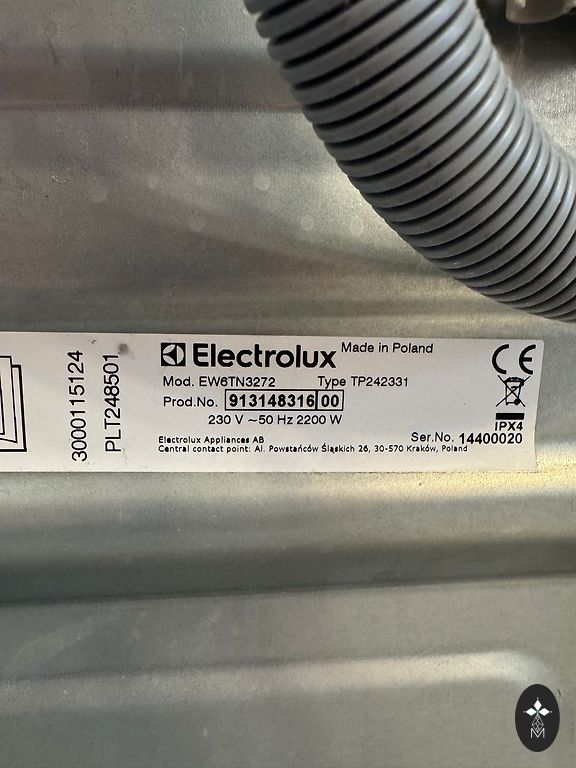 3000115124
PLT248501
Electrolux Made in Poland
Mod. EW6TN3272 Type TP242331
Prod.No. 913148316 00
230 V ~50 Hz 2200 W
CE
IPX4
Electrolux Appliances AB
Ser.No. 14400020
Central contact point: Al. Powstańców Śląskich 26, 30-570 Kraków, Poland
M